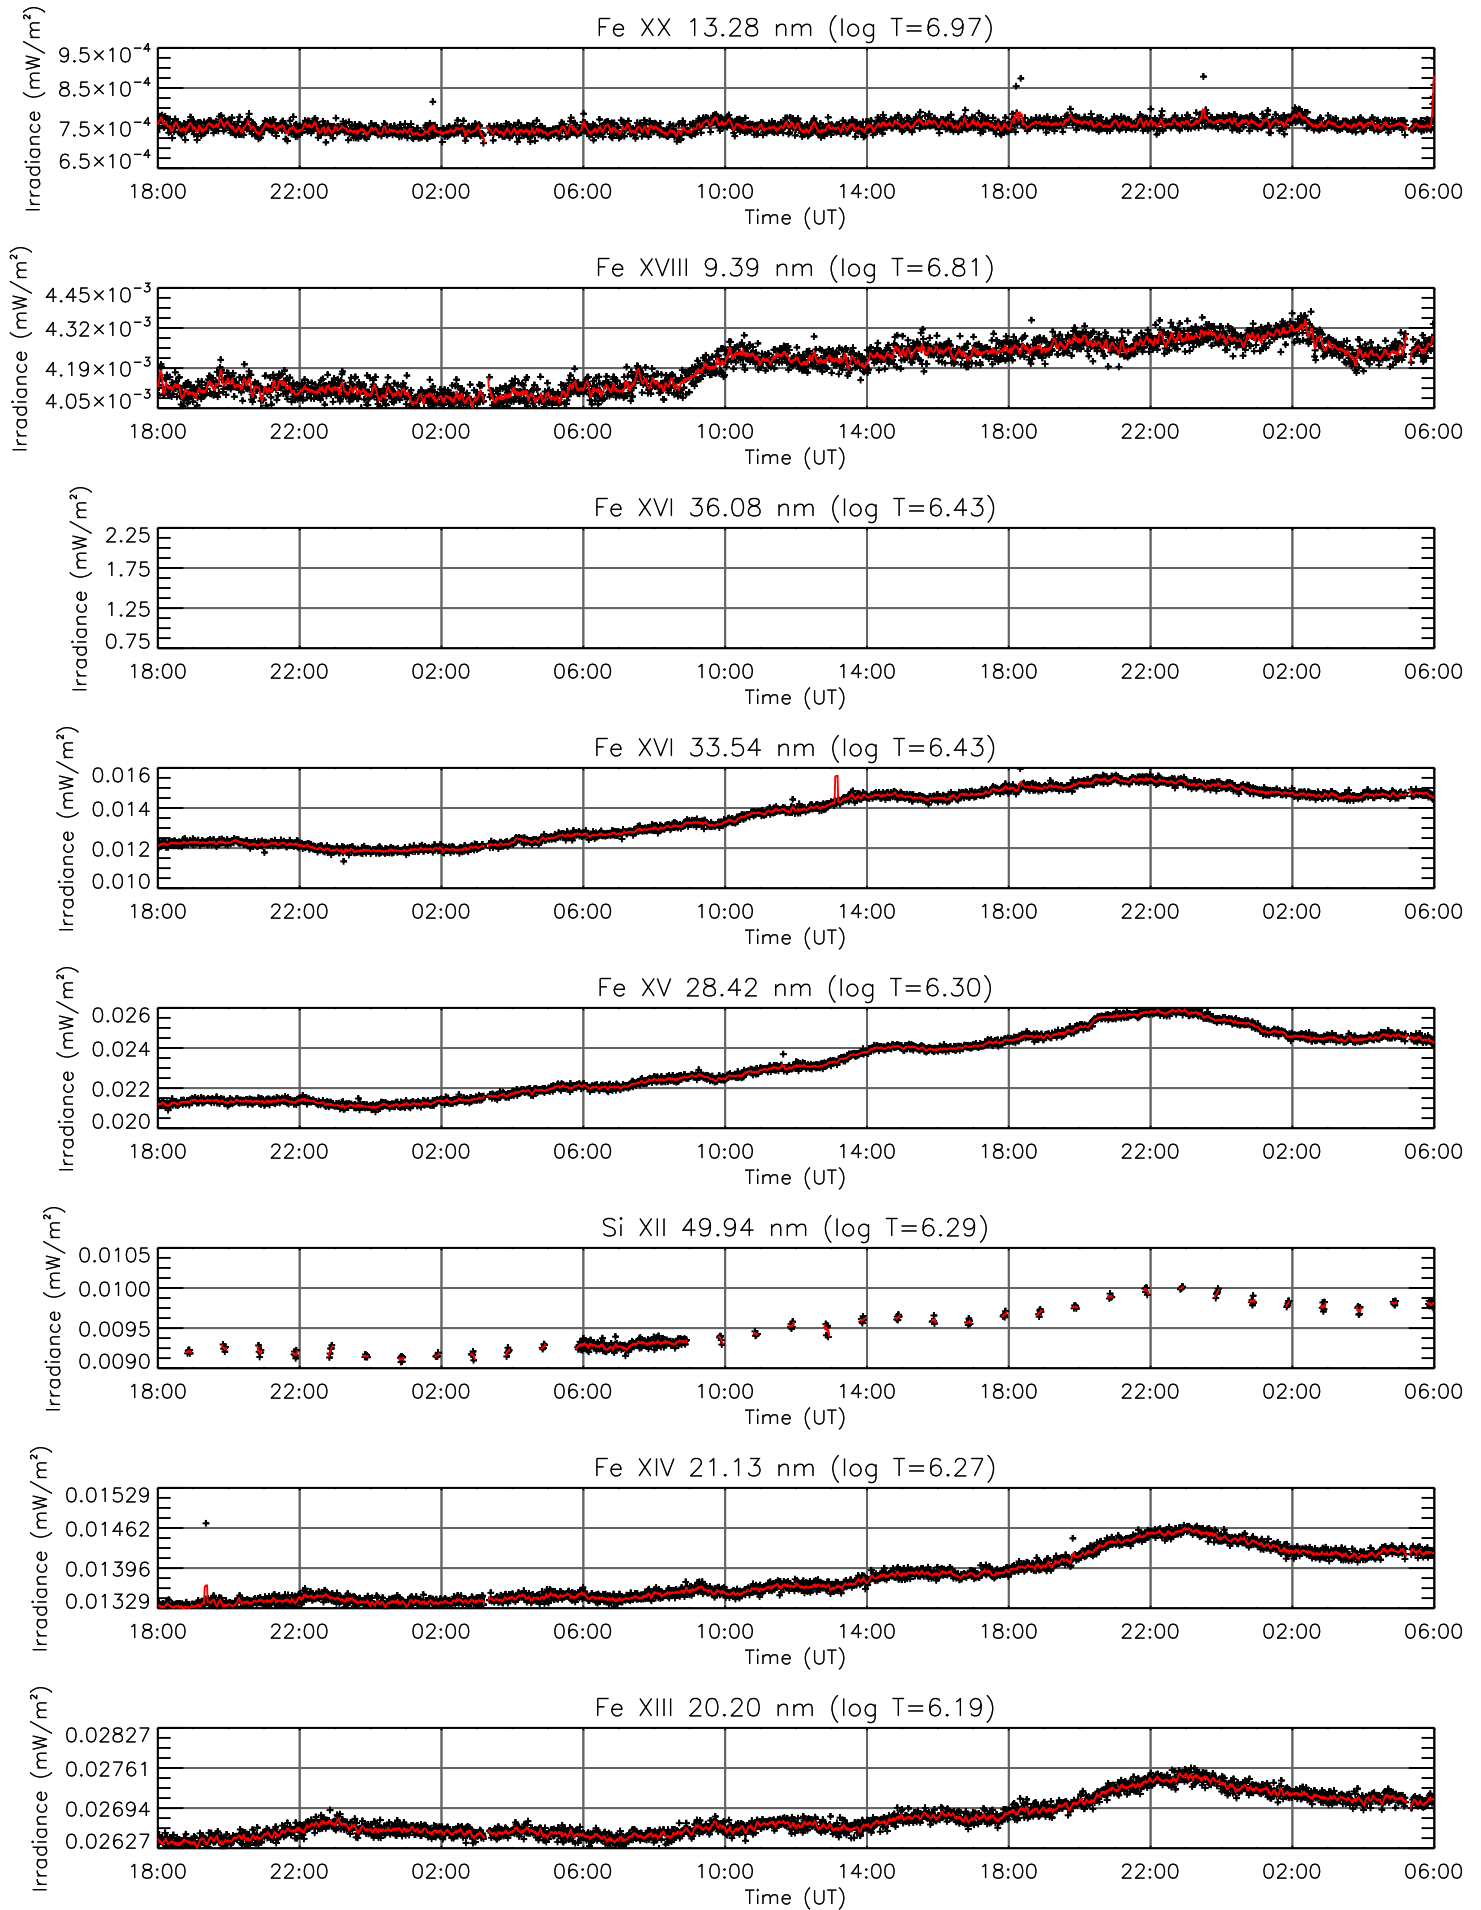 Fe XX 13.28 nm (log T=6.97)
Irradiance (mW/m²)
9.5×10⁻⁴
8.5×10⁻⁴
7.5×10⁻⁴
6.5×10⁻⁴
18:00 22:00 02:00 06:00 10:00 14:00 18:00 22:00 02:00 06:00
Time (UT)
Fe XVIII 9.39 nm (log T=6.81)
Irradiance (mW/m²)
4.45×10⁻³
4.32×10⁻³
4.19×10⁻³
4.05×10⁻³
18:00 22:00 02:00 06:00 10:00 14:00 18:00 22:00 02:00 06:00
Time (UT)
Fe XVI 36.08 nm (log T=6.43)
Irradiance (mW/m²)
2.25
1.75
1.25
0.75
18:00 22:00 02:00 06:00 10:00 14:00 18:00 22:00 02:00 06:00
Time (UT)
Fe XVI 33.54 nm (log T=6.43)
Irradiance (mW/m²)
0.016
0.014
0.012
0.010
18:00 22:00 02:00 06:00 10:00 14:00 18:00 22:00 02:00 06:00
Time (UT)
Fe XV 28.42 nm (log T=6.30)
Irradiance (mW/m²)
0.026
0.024
0.022
0.020
18:00 22:00 02:00 06:00 10:00 14:00 18:00 22:00 02:00 06:00
Time (UT)
Si XII 49.94 nm (log T=6.29)
Irradiance (mW/m²)
0.0105
0.0100
0.0095
0.0090
18:00 22:00 02:00 06:00 10:00 14:00 18:00 22:00 02:00 06:00
Time (UT)
Fe XIV 21.13 nm (log T=6.27)
Irradiance (mW/m²)
0.01529
0.01462
0.01396
0.01329
18:00 22:00 02:00 06:00 10:00 14:00 18:00 22:00 02:00 06:00
Time (UT)
Fe XIII 20.20 nm (log T=6.19)
Irradiance (mW/m²)
0.02827
0.02761
0.02694
0.02627
18:00 22:00 02:00 06:00 10:00 14:00 18:00 22:00 02:00 06:00
Time (UT)